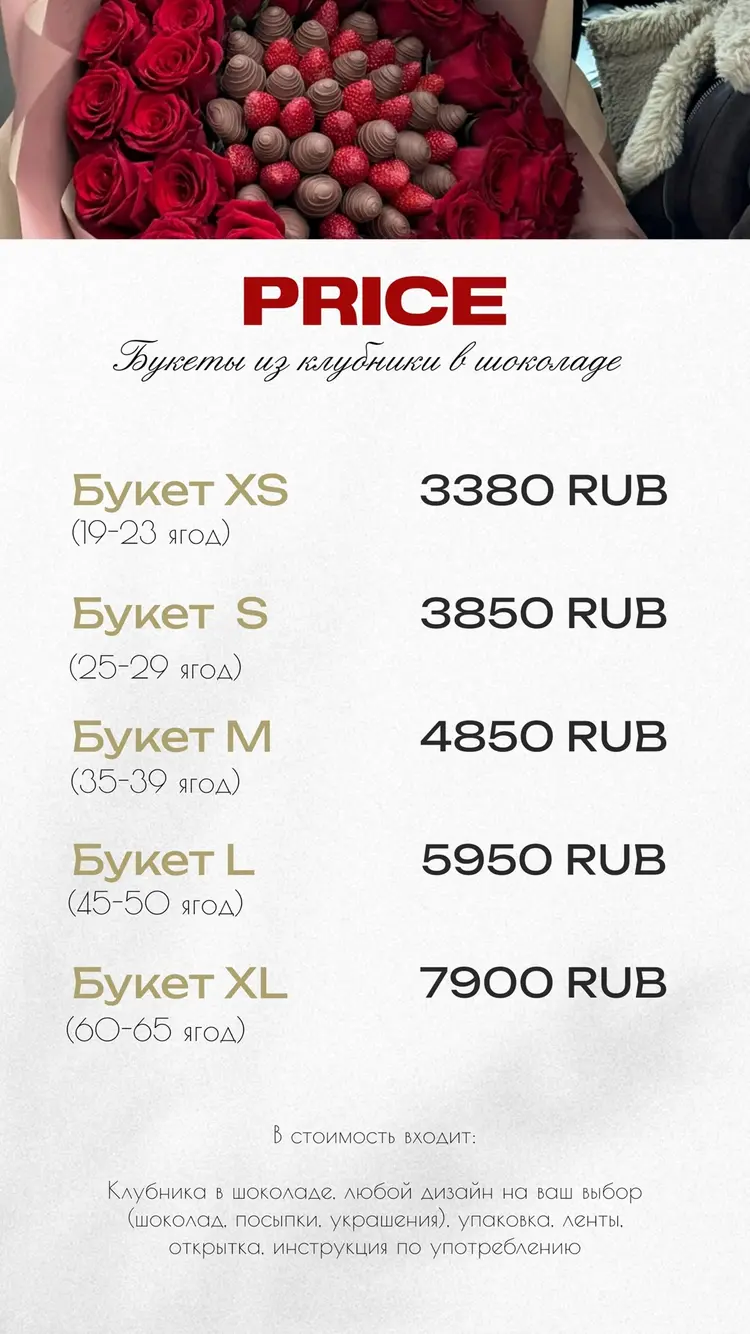 PRICE
Букеты из клубники в шоколаде
Букет XS 3380 RUB
(19-23 ягод)
Букет S 3850 RUB
(25-29 ягод)
Букет M 4850 RUB
(35-39 ягод)
Букет L 5950 RUB
(45-50 ягод)
Букет XL 7900 RUB
(60-65 ягод)
В стоимость входит:
Клубника в шоколаде, любой дизайн на ваш выбор
(шоколад, посыпки, украшения), упаковка, ленты,
открытка, инструкция по употреблению